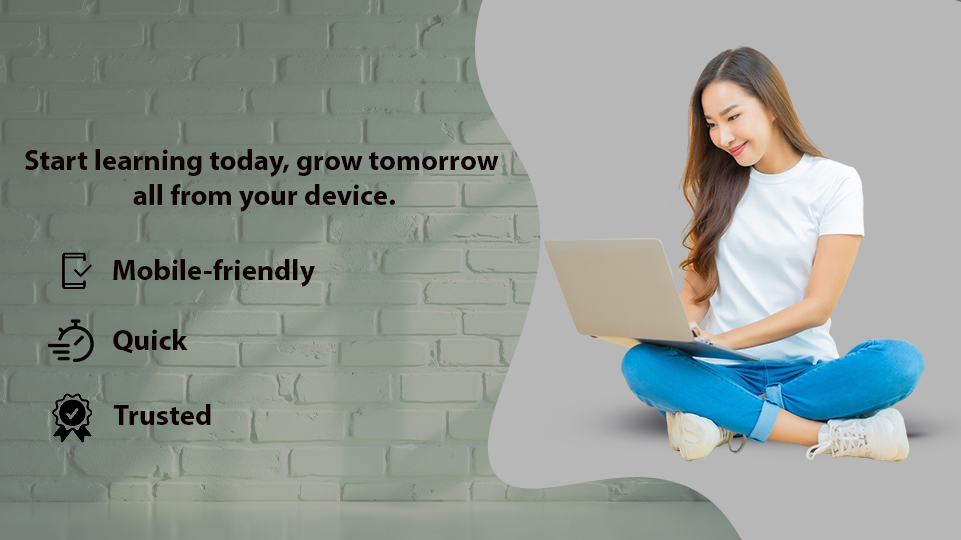 Start learning today, grow tomorrow
all from your device.
Mobile-friendly
Quick
Trusted